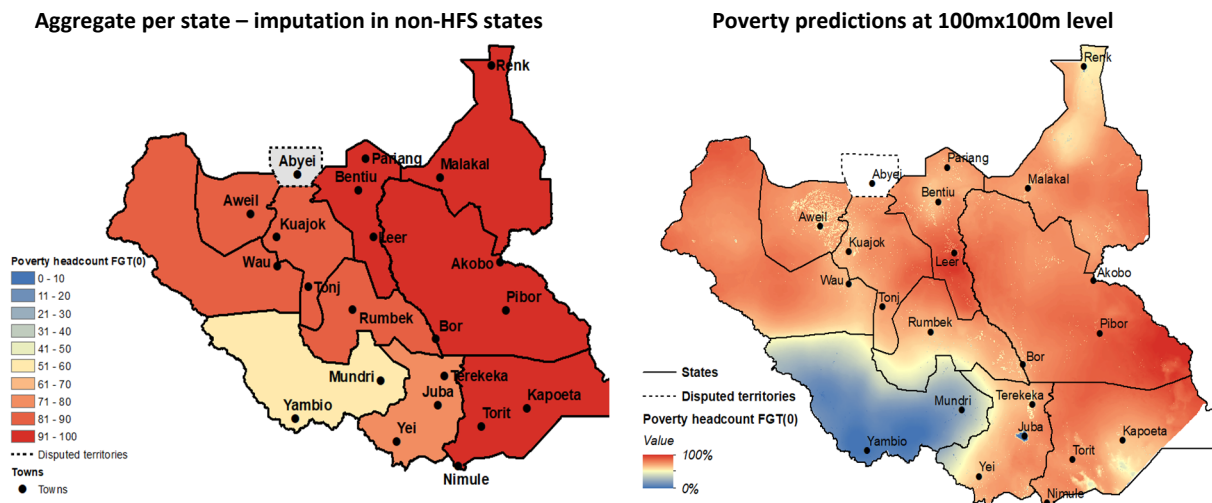 Aggregate per state – imputation in non-HFS states
Renk
Abyei
Pariang
Bentiu
Malakal
Aweil
Kuajok
Leer
Wau
Akobo
Tonj
Pibor
Rumbek
Bor
Mundri
Terekeka
Juba
Kapoeta
Yambio
Torit
Yei
Nimule
Poverty headcount FGT(0)
0 - 10
11 - 20
21 - 30
31 - 40
41 - 50
51 - 60
61 - 70
71 - 80
81 - 90
91 - 100
Disputed territories
Towns
Towns
Poverty predictions at 100mx100m level
Renk
Pariang
Abyei
Malakal
Bentiu
Aweil
Kuajok
Leer
Wau
Akobo
Tonj
Pibor
Rumbek
Bor
Mundri
Terekeka
Juba
Kapoeta
Yambio
Torit
Yei
Nimule
States
Disputed territories
Poverty headcount FGT(0)
Value
100%
0%